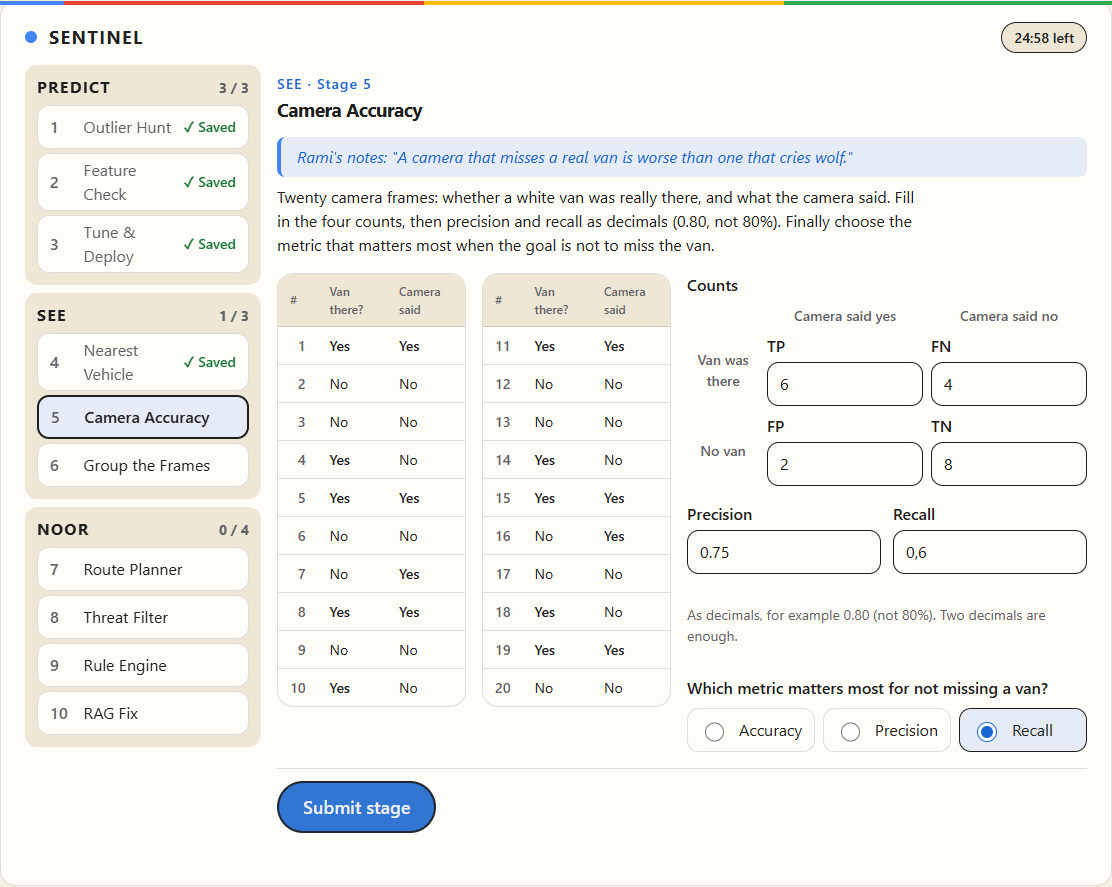 SENTINEL
24:58 left
PREDICT 3 / 3
1 Outlier Hunt ✓ Saved
2 Feature Check ✓ Saved
3 Tune & Deploy ✓ Saved
SEE 1 / 3
4 Nearest Vehicle ✓ Saved
5 Camera Accuracy
6 Group the Frames
NOOR 0 / 4
7 Route Planner
8 Threat Filter
9 Rule Engine
10 RAG Fix
SEE · Stage 5
Camera Accuracy
Rami's notes: "A camera that misses a real van is worse than one that cries wolf."
Twenty camera frames: whether a white van was really there, and what the camera said. Fill
in the four counts, then precision and recall as decimals (0.80, not 80%). Finally choose the
metric that matters most when the goal is not to miss the van.
# Van there? Camera said
1 Yes Yes
2 No No
3 No No
4 Yes No
5 Yes Yes
6 No No
7 No Yes
8 Yes Yes
9 No No
10 Yes No
# Van there? Camera said
11 Yes Yes
12 No No
13 No No
14 Yes No
15 Yes Yes
16 No Yes
17 No No
18 Yes No
19 Yes Yes
20 No No
Counts
Camera said yes Camera said no
Van was there
TP FN
6 4
No van
FP TN
2 8
Precision Recall
0.75 0,6
As decimals, for example 0.80 (not 80%). Two decimals are
enough.
Which metric matters most for not missing a van?
Accuracy Precision Recall
Submit stage